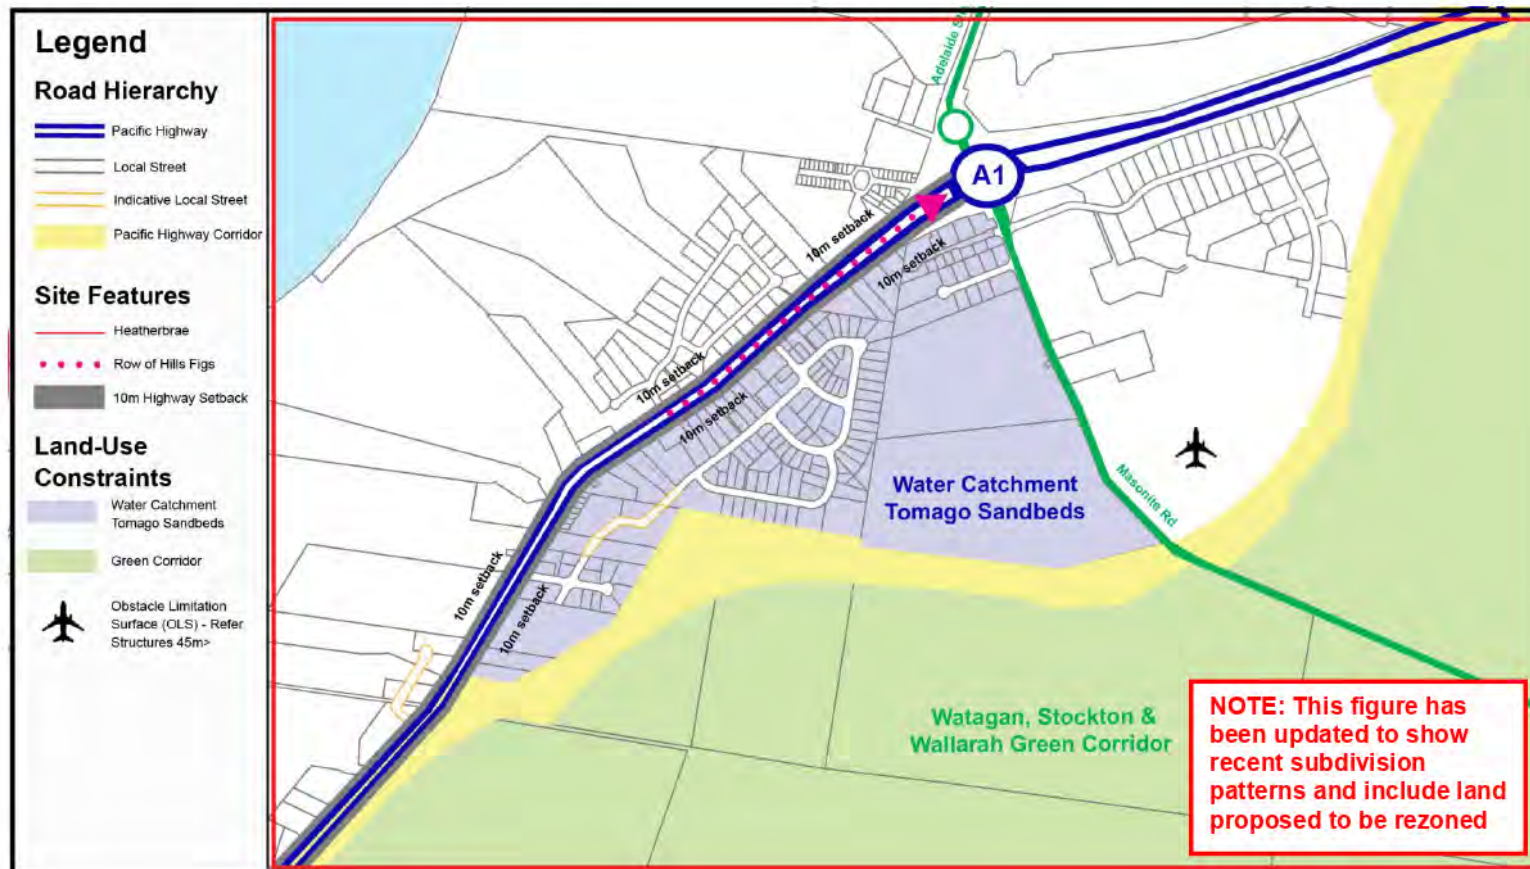 Legend
Road Hierarchy
Pacific Highway
Local Street
Indicative Local Street
Pacific Highway Corridor
Site Features
Heatherbrae
Row of Hills Figs
10m Highway Setback
Land-Use
Constraints
Water Catchment
Tomago Sandbeds
Green Corridor
Obstacle Limitation
Surface (OLS) - Refer
Structures 45m>
Adelaide
A1
10m setback
10m setback
10m setback
10m setback
10m setback
10m setback
Water Catchment
Tomago Sandbeds
Masonite Rd
Watagan, Stockton &
Wallarah Green Corridor
NOTE: This figure has
been updated to show
recent subdivision
patterns and include land
proposed to be rezoned